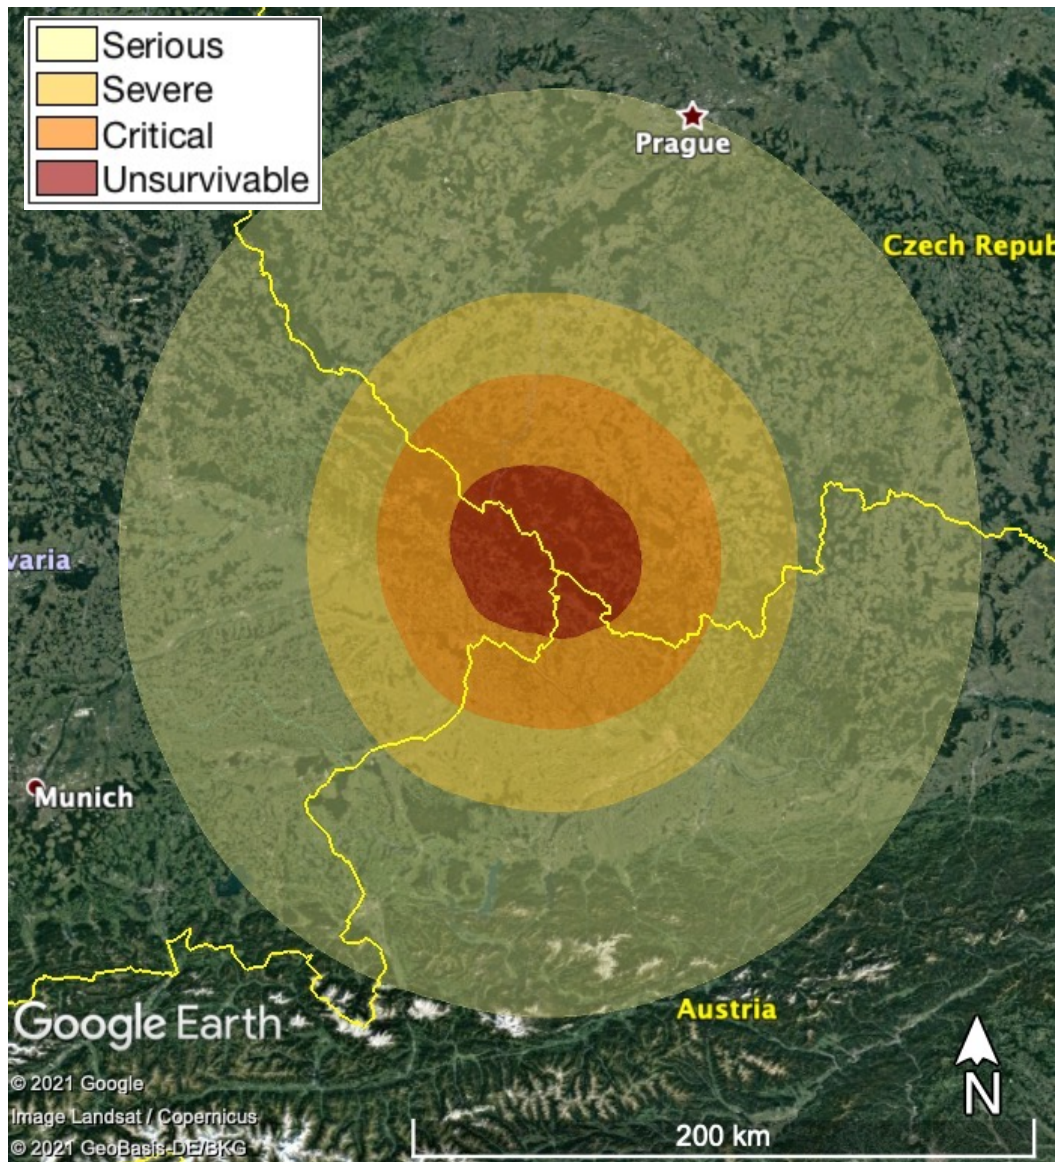 Serious
Severe
Critical
Unsurvivable
Prague
Czech Repub
varia
Munich
Austria
Google Earth
© 2021 Google
Image Landsat / Copernicus
© 2021 GeoBasis-DE/BKG
200 km
N